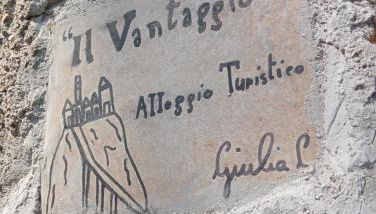 "Il Vantaggio
Alloggio Turistico
Giulia C